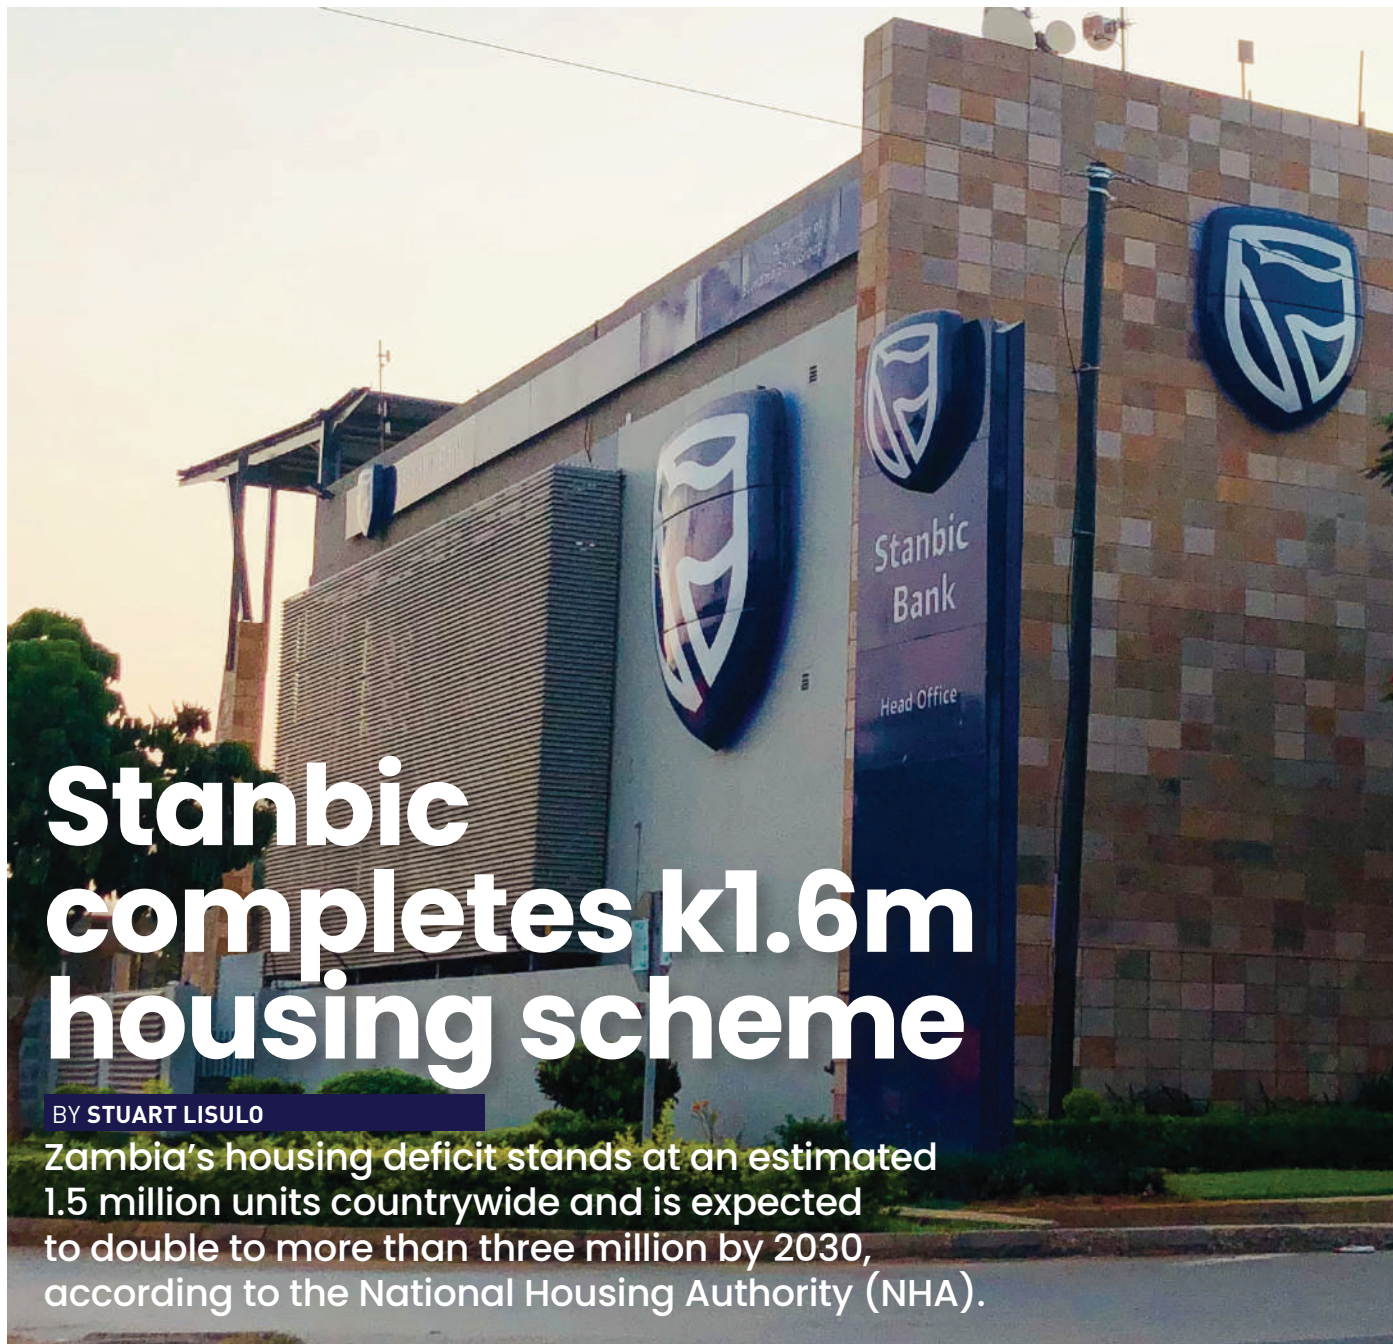 Stanbic
Bank
Head Office
Stanbic
completes k1.6m
housing scheme
BY STUART LISULO
Zambia’s housing deficit stands at an estimated
1.5 million units countrywide and is expected
to double to more than three million by 2030,
according to the National Housing Authority (NHA).